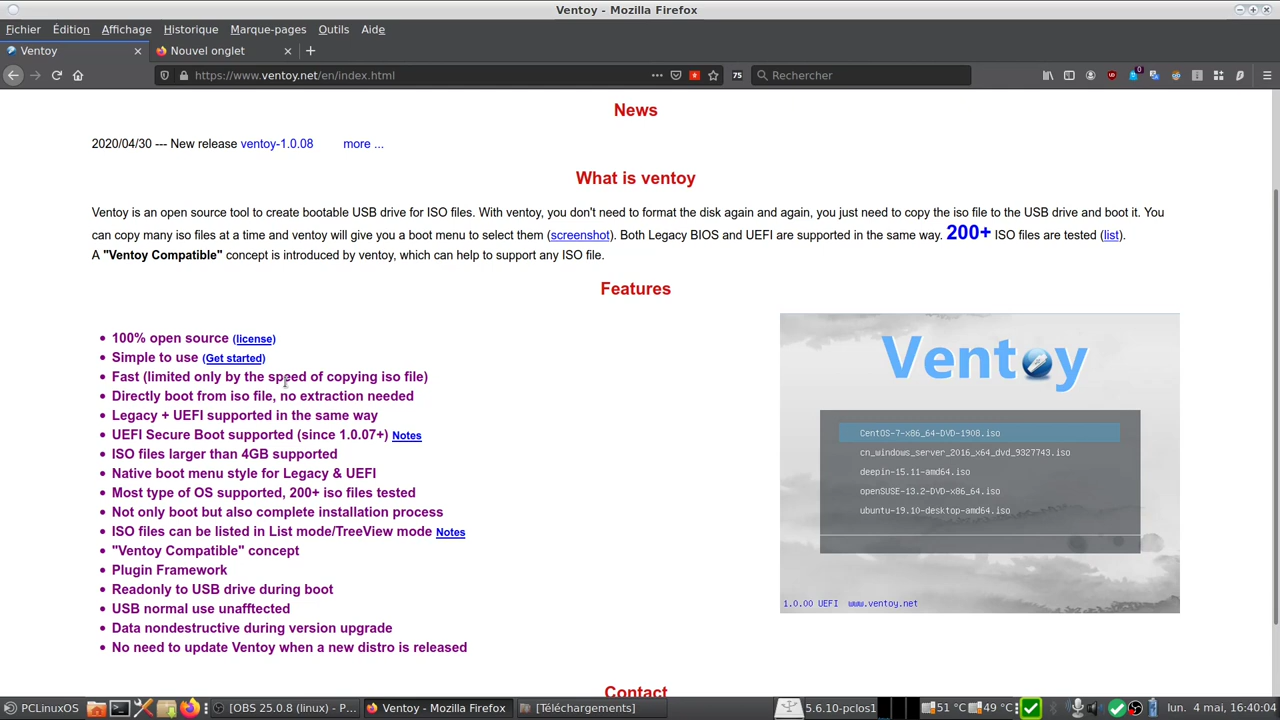 Ventoy - Mozilla Firefox
Fichier Édition Affichage Historique Marque-pages Outils Aide
Ventoy Nouvel onglet
https://www.ventoy.net/en/index.html 75 Rechercher 0
News
2020/04/30 --- New release ventoy-1.0.08 more ...
What is ventoy
Ventoy is an open source tool to create bootable USB drive for ISO files. With ventoy, you don't need to format the disk again and again, you just need to copy the iso file to the USB drive and boot it. You
can copy many iso files at a time and ventoy will give you a boot menu to select them (screenshot). Both Legacy BIOS and UEFI are supported in the same way. 200+ ISO files are tested (list).
A "Ventoy Compatible" concept is introduced by ventoy, which can help to support any ISO file.
Features
• 100% open source (license)
• Simple to use (Get started)
• Fast (limited only by the speed of copying iso file)
• Directly boot from iso file, no extraction needed
• Legacy + UEFI supported in the same way
• UEFI Secure Boot supported (since 1.0.07+) Notes
• ISO files larger than 4GB supported
• Native boot menu style for Legacy & UEFI
• Most type of OS supported, 200+ iso files tested
• Not only boot but also complete installation process
• ISO files can be listed in List mode/TreeView mode Notes
• "Ventoy Compatible" concept
• Plugin Framework
• Readonly to USB drive during boot
• USB normal use unafftected
• Data nondestructive during version upgrade
• No need to update Ventoy when a new distro is released
Ventoy
CentOS-7-x86_64-DVD-1908.iso
cn_windows_server_2016_x64_dvd_9327743.iso
deepin-15.11-amd64.iso
openSUSE-13.2-DVD-x86_64.iso
ubuntu-19.10-desktop-amd64.iso
1.0.00 UEFI www.ventoy.net
Contact
PCLinuxOS [OBS 25.0.8 (linux) - P... Ventoy - Mozilla Firefox [Téléchargements] 5.6.10-pclos1 51 °C 49 °C lun. 4 mai, 16:40:04